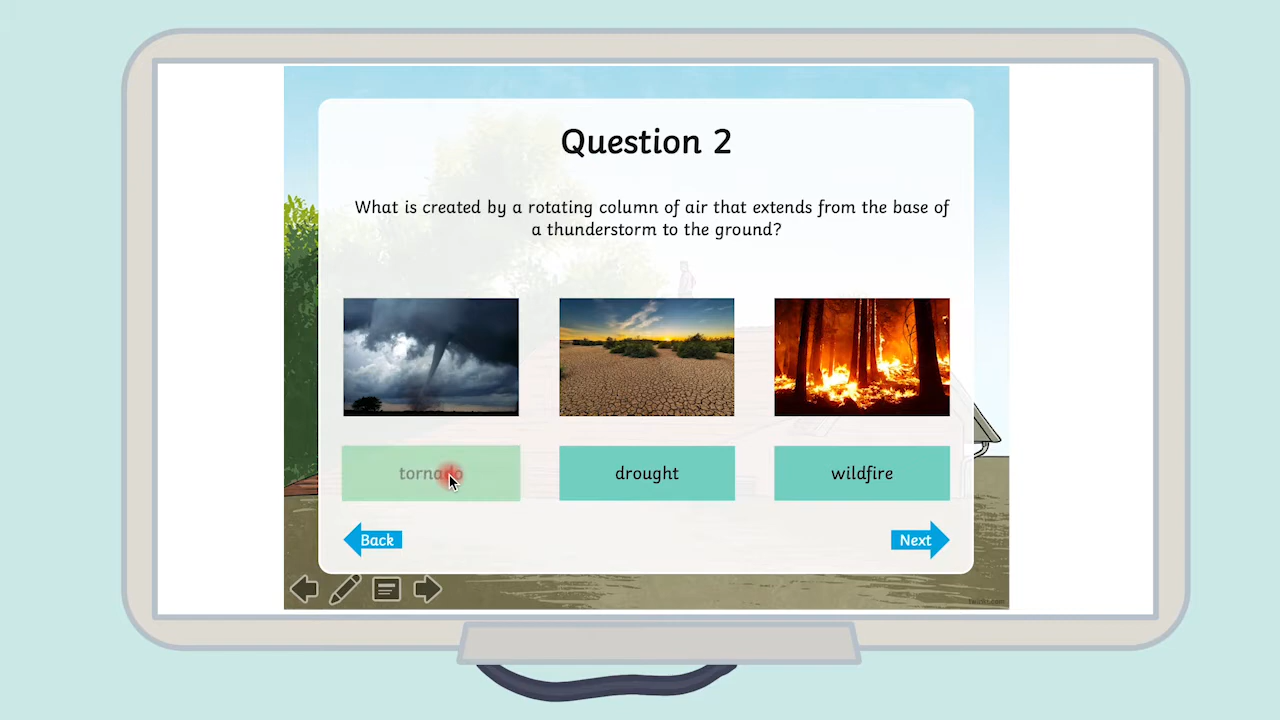 Question 2
What is created by a rotating column of air that extends from the base of
a thunderstorm to the ground?
tornado
drought
wildfire
Back
Next